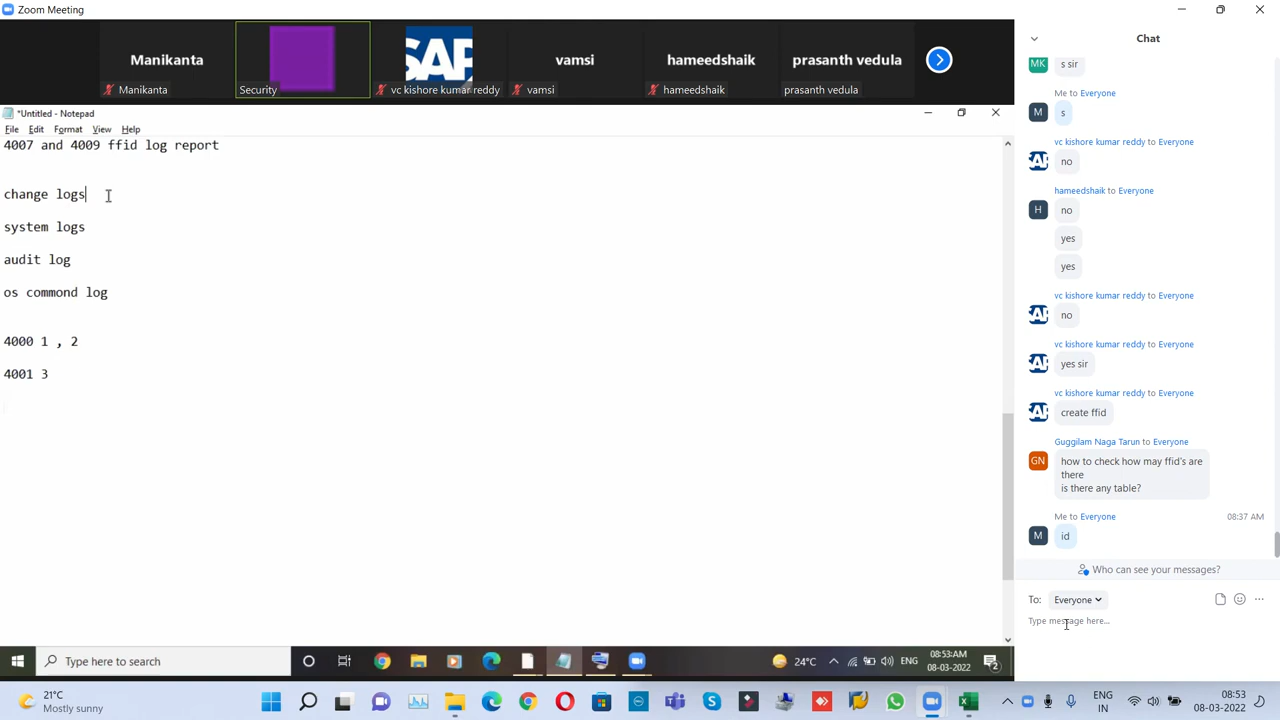 Zoom Meeting
Manikanta
Manikanta
Security
SAP
vc kishore kumar reddy
vamsi
vamsi
hameedshaik
hameedshaik
prasanth vedula
prasanth vedula
*Untitled - Notepad
File Edit Format View Help
4007 and 4009 ffid log report
change logs
system logs
audit log
os commond log
4000 1 , 2
4001 3
Type here to search
24°C
ENG
08:53 AM
08-03-2022
2
Chat
MK
s sir
Me to Everyone
M
s
vc kishore kumar reddy to Everyone
no
hameedshaik to Everyone
H
no
yes
yes
vc kishore kumar reddy to Everyone
no
vc kishore kumar reddy to Everyone
yes sir
vc kishore kumar reddy to Everyone
create ffid
Guggilam Naga Tarun to Everyone
GN
how to check how may ffid's are
there
is there any table?
Me to Everyone 08:37 AM
M
id
Who can see your messages?
To: Everyone
Type message here...
21°C
Mostly sunny
ENG
IN
08:53
08-03-2022